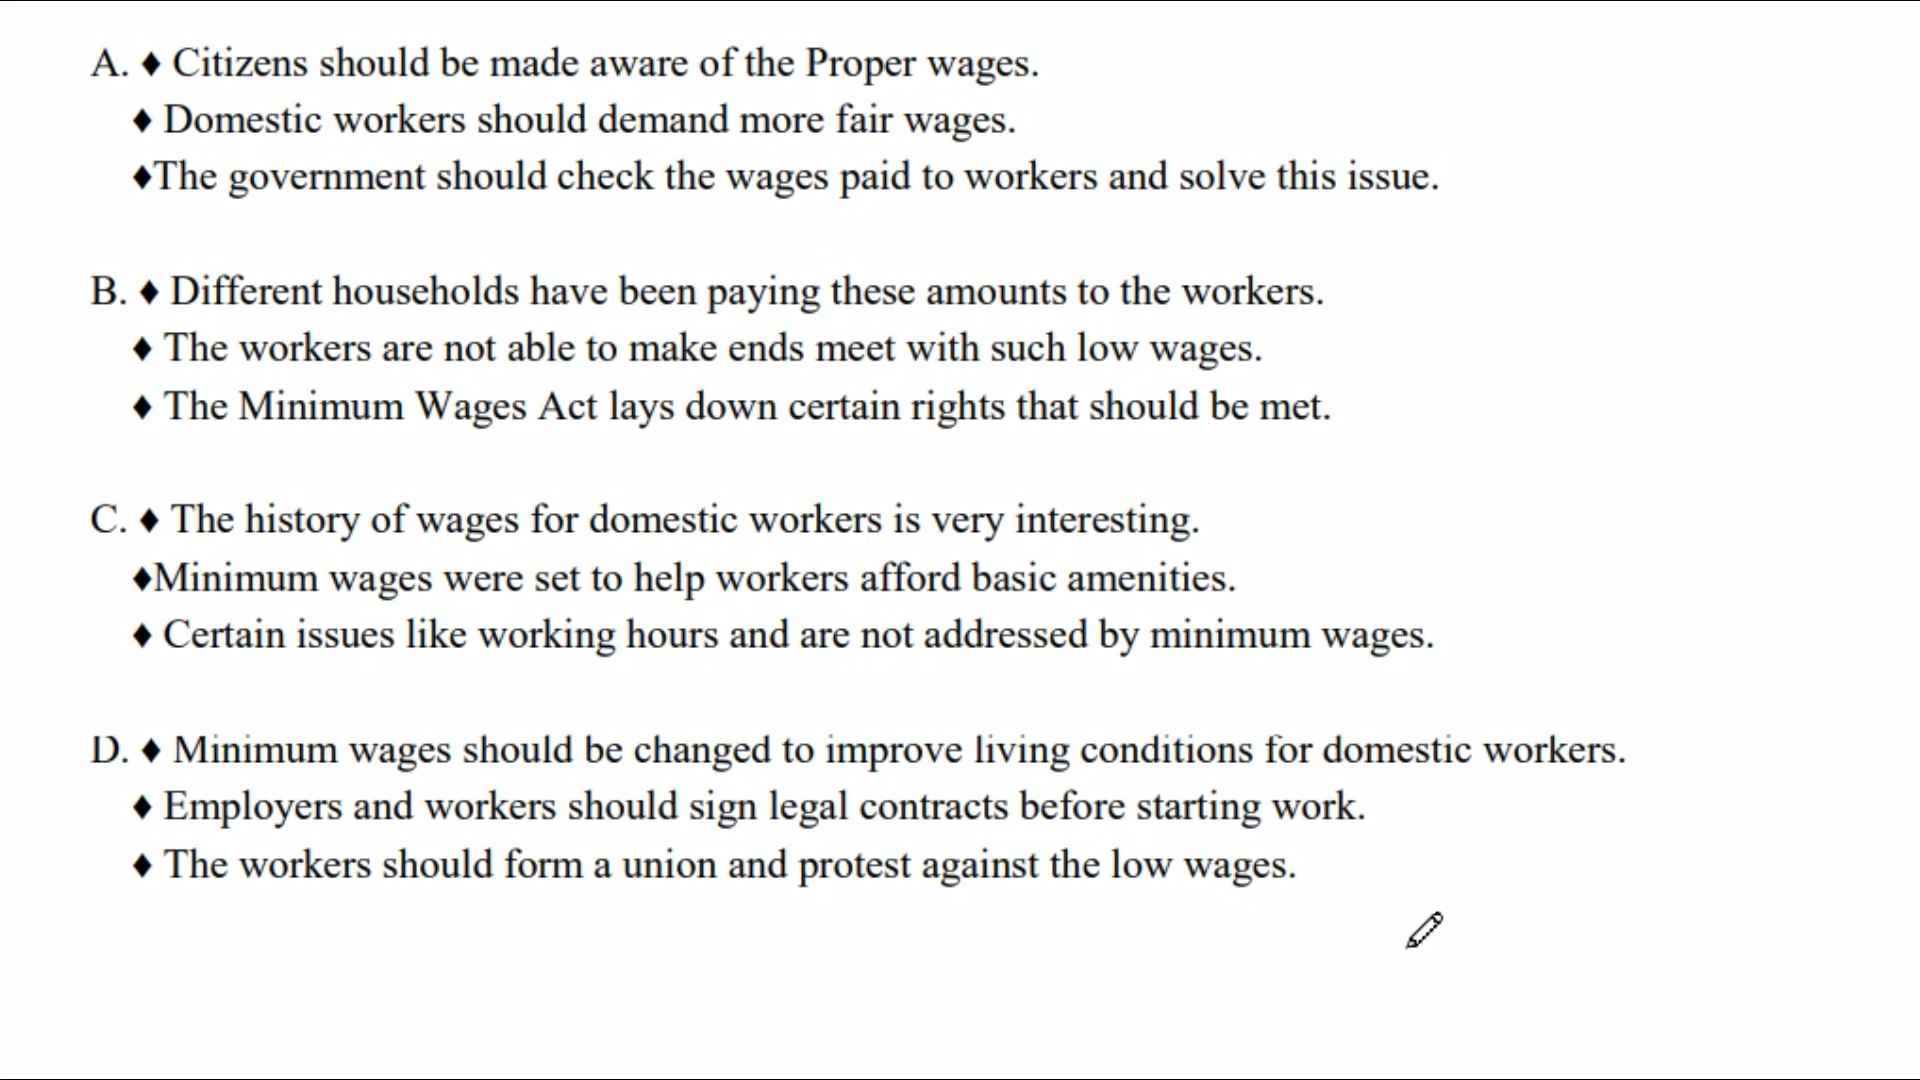 A. ♦ Citizens should be made aware of the Proper wages.
♦ Domestic workers should demand more fair wages.
♦The government should check the wages paid to workers and solve this issue.
B. ♦ Different households have been paying these amounts to the workers.
♦ The workers are not able to make ends meet with such low wages.
♦ The Minimum Wages Act lays down certain rights that should be met.
C. ♦ The history of wages for domestic workers is very interesting.
♦Minimum wages were set to help workers afford basic amenities.
♦ Certain issues like working hours and are not addressed by minimum wages.
D. ♦ Minimum wages should be changed to improve living conditions for domestic workers.
♦ Employers and workers should sign legal contracts before starting work.
♦ The workers should form a union and protest against the low wages.